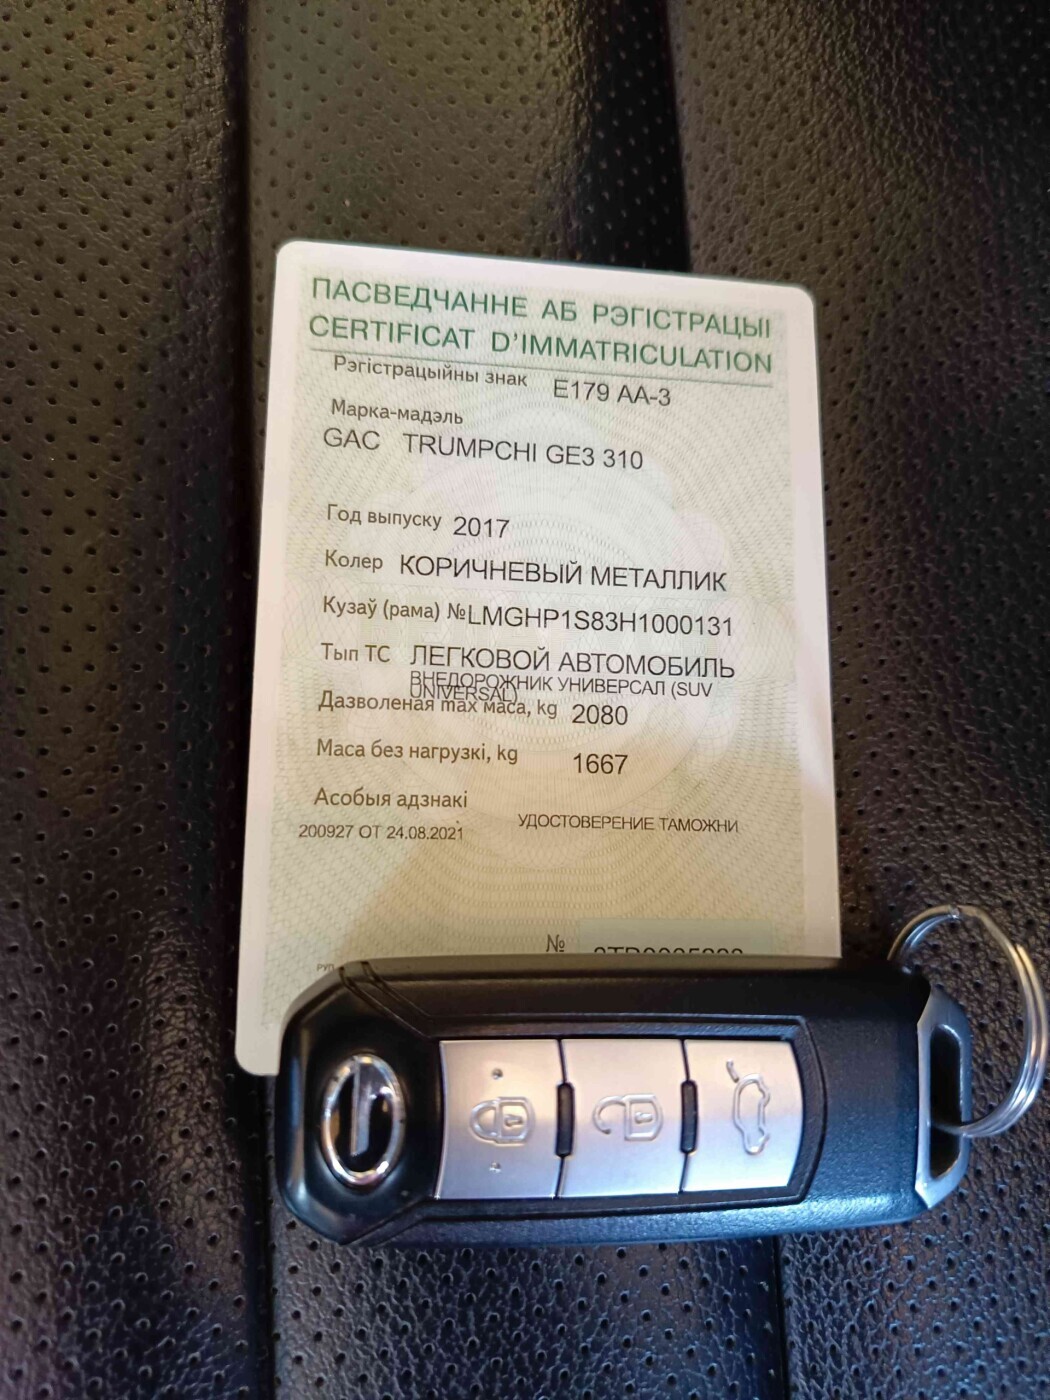 ПАСВЕДЧАННЕ АБ РЭГІСТРАЦЫІ
CERTIFICAT D'IMMATRICULATION
Рэгістрацыйны знак E179 AA-3
Марка-мадэль
GAC TRUMPCHI GE3 310
Год выпуску 2017
Колер КОРИЧНЕВЫЙ МЕТАЛЛИК
Кузаў (рама) №LMGHP1S83H1000131
Тып ТС ЛЕГКОВОЙ АВТОМОБИЛЬ
ВНЕДОРОЖНИК УНИВЕРСАЛ (SUV
UNIVERSAL)
Дазволеная max маса, kg 2080
Маса без нагрузкі, kg 1667
Асобыя адзнакі
УДОСТОВЕРЕНИЕ ТАМОЖНИ
200927 ОТ 24.08.2021
№